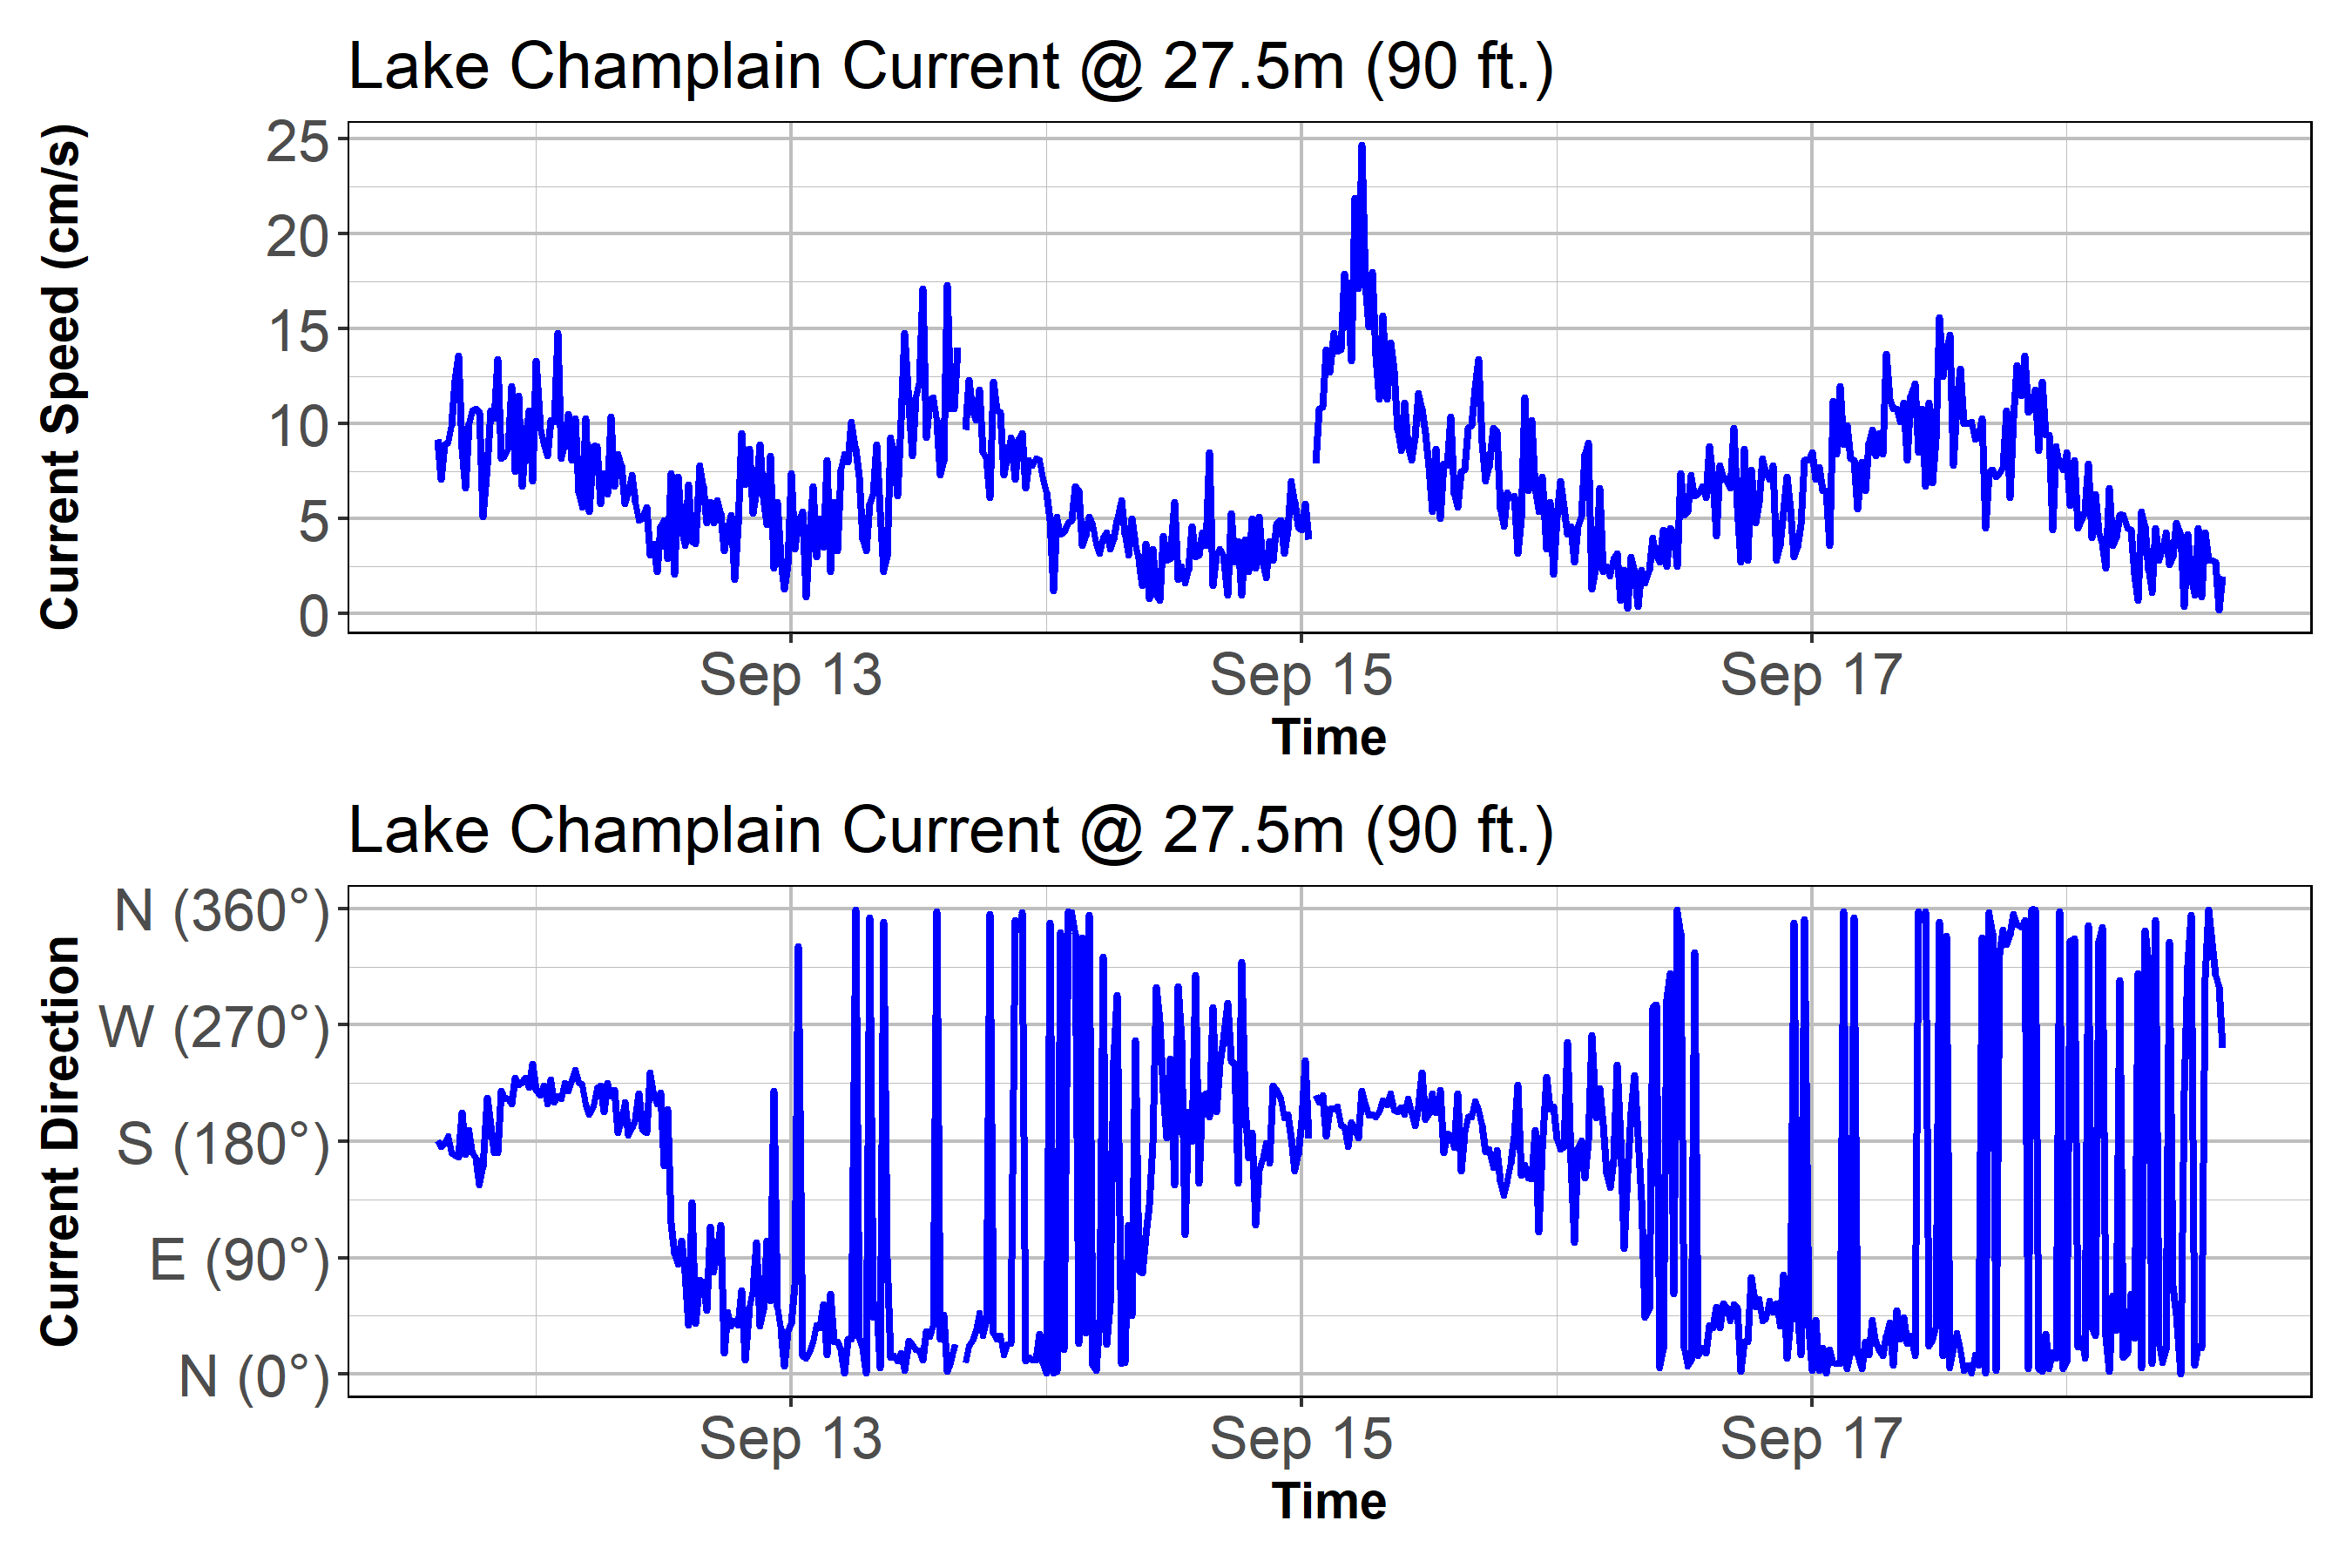 Lake Champlain Current @ 27.5m (90 ft.)
Current Speed (cm/s)
25
20
15
10
5
0
Sep 13
Sep 15
Sep 17
Time
Lake Champlain Current @ 27.5m (90 ft.)
Current Direction
N (360°)
W (270°)
S (180°)
E (90°)
N (0°)
Sep 13
Sep 15
Sep 17
Time